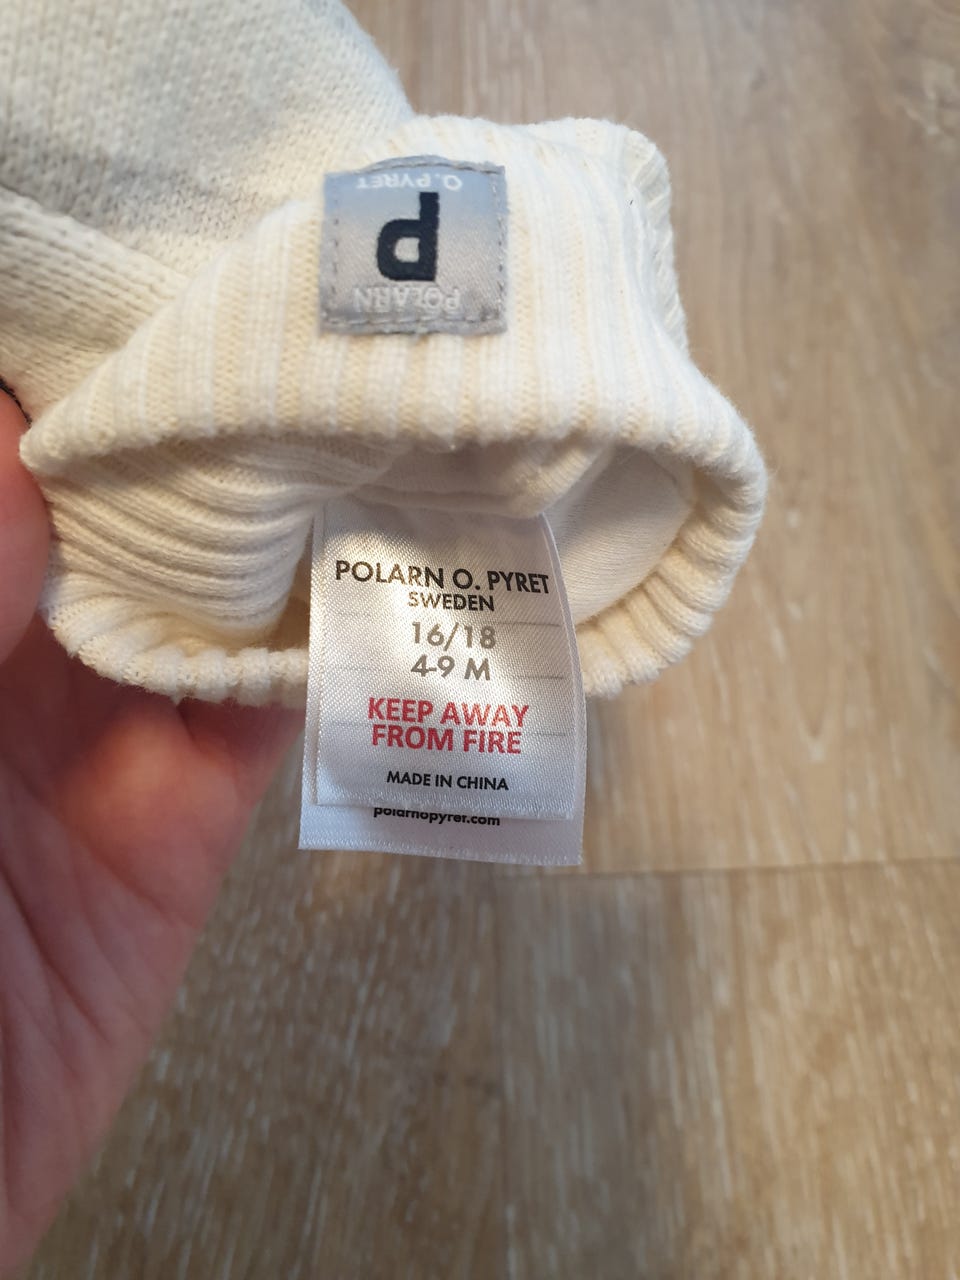 POLARN
P
O. PYRET
POLARN O. PYRET
SWEDEN
16/18
4-9 M
KEEP AWAY
FROM FIRE
MADE IN CHINA
polarnopyret.com